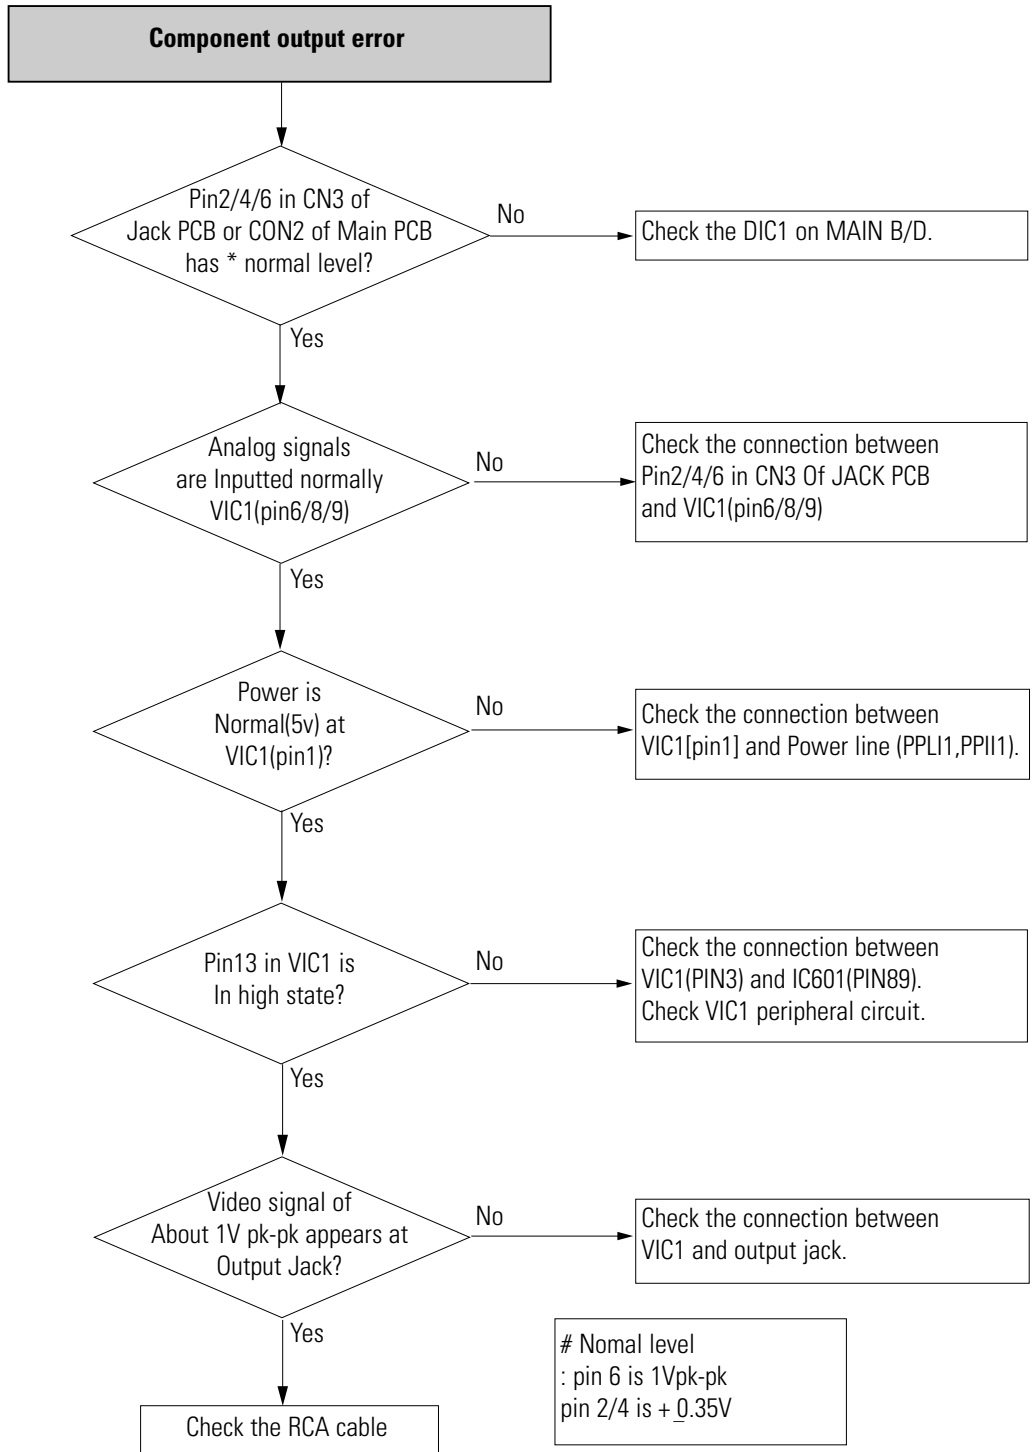 Component output error
Pin2/4/6 in CN3 of
Jack PCB or CON2 of Main PCB
has * normal level?
No
Check the DIC1 on MAIN B/D.
Yes
Analog signals
are Inputted normally
VIC1(pin6/8/9)
No
Check the connection between
Pin2/4/6 in CN3 Of JACK PCB
and VIC1(pin6/8/9)
Yes
Power is
Normal(5v) at
VIC1(pin1)?
No
Check the connection between
VIC1[pin1] and Power line (PPLI1,PPII1).
Yes
Pin13 in VIC1 is
In high state?
No
Check the connection between
VIC1(PIN3) and IC601(PIN89).
Check VIC1 peripheral circuit.
Yes
Video signal of
About 1V pk-pk appears at
Output Jack?
No
Check the connection between
VIC1 and output jack.
Yes
Check the RCA cable
# Nomal level
: pin 6 is 1Vpk-pk
pin 2/4 is + _0.35V